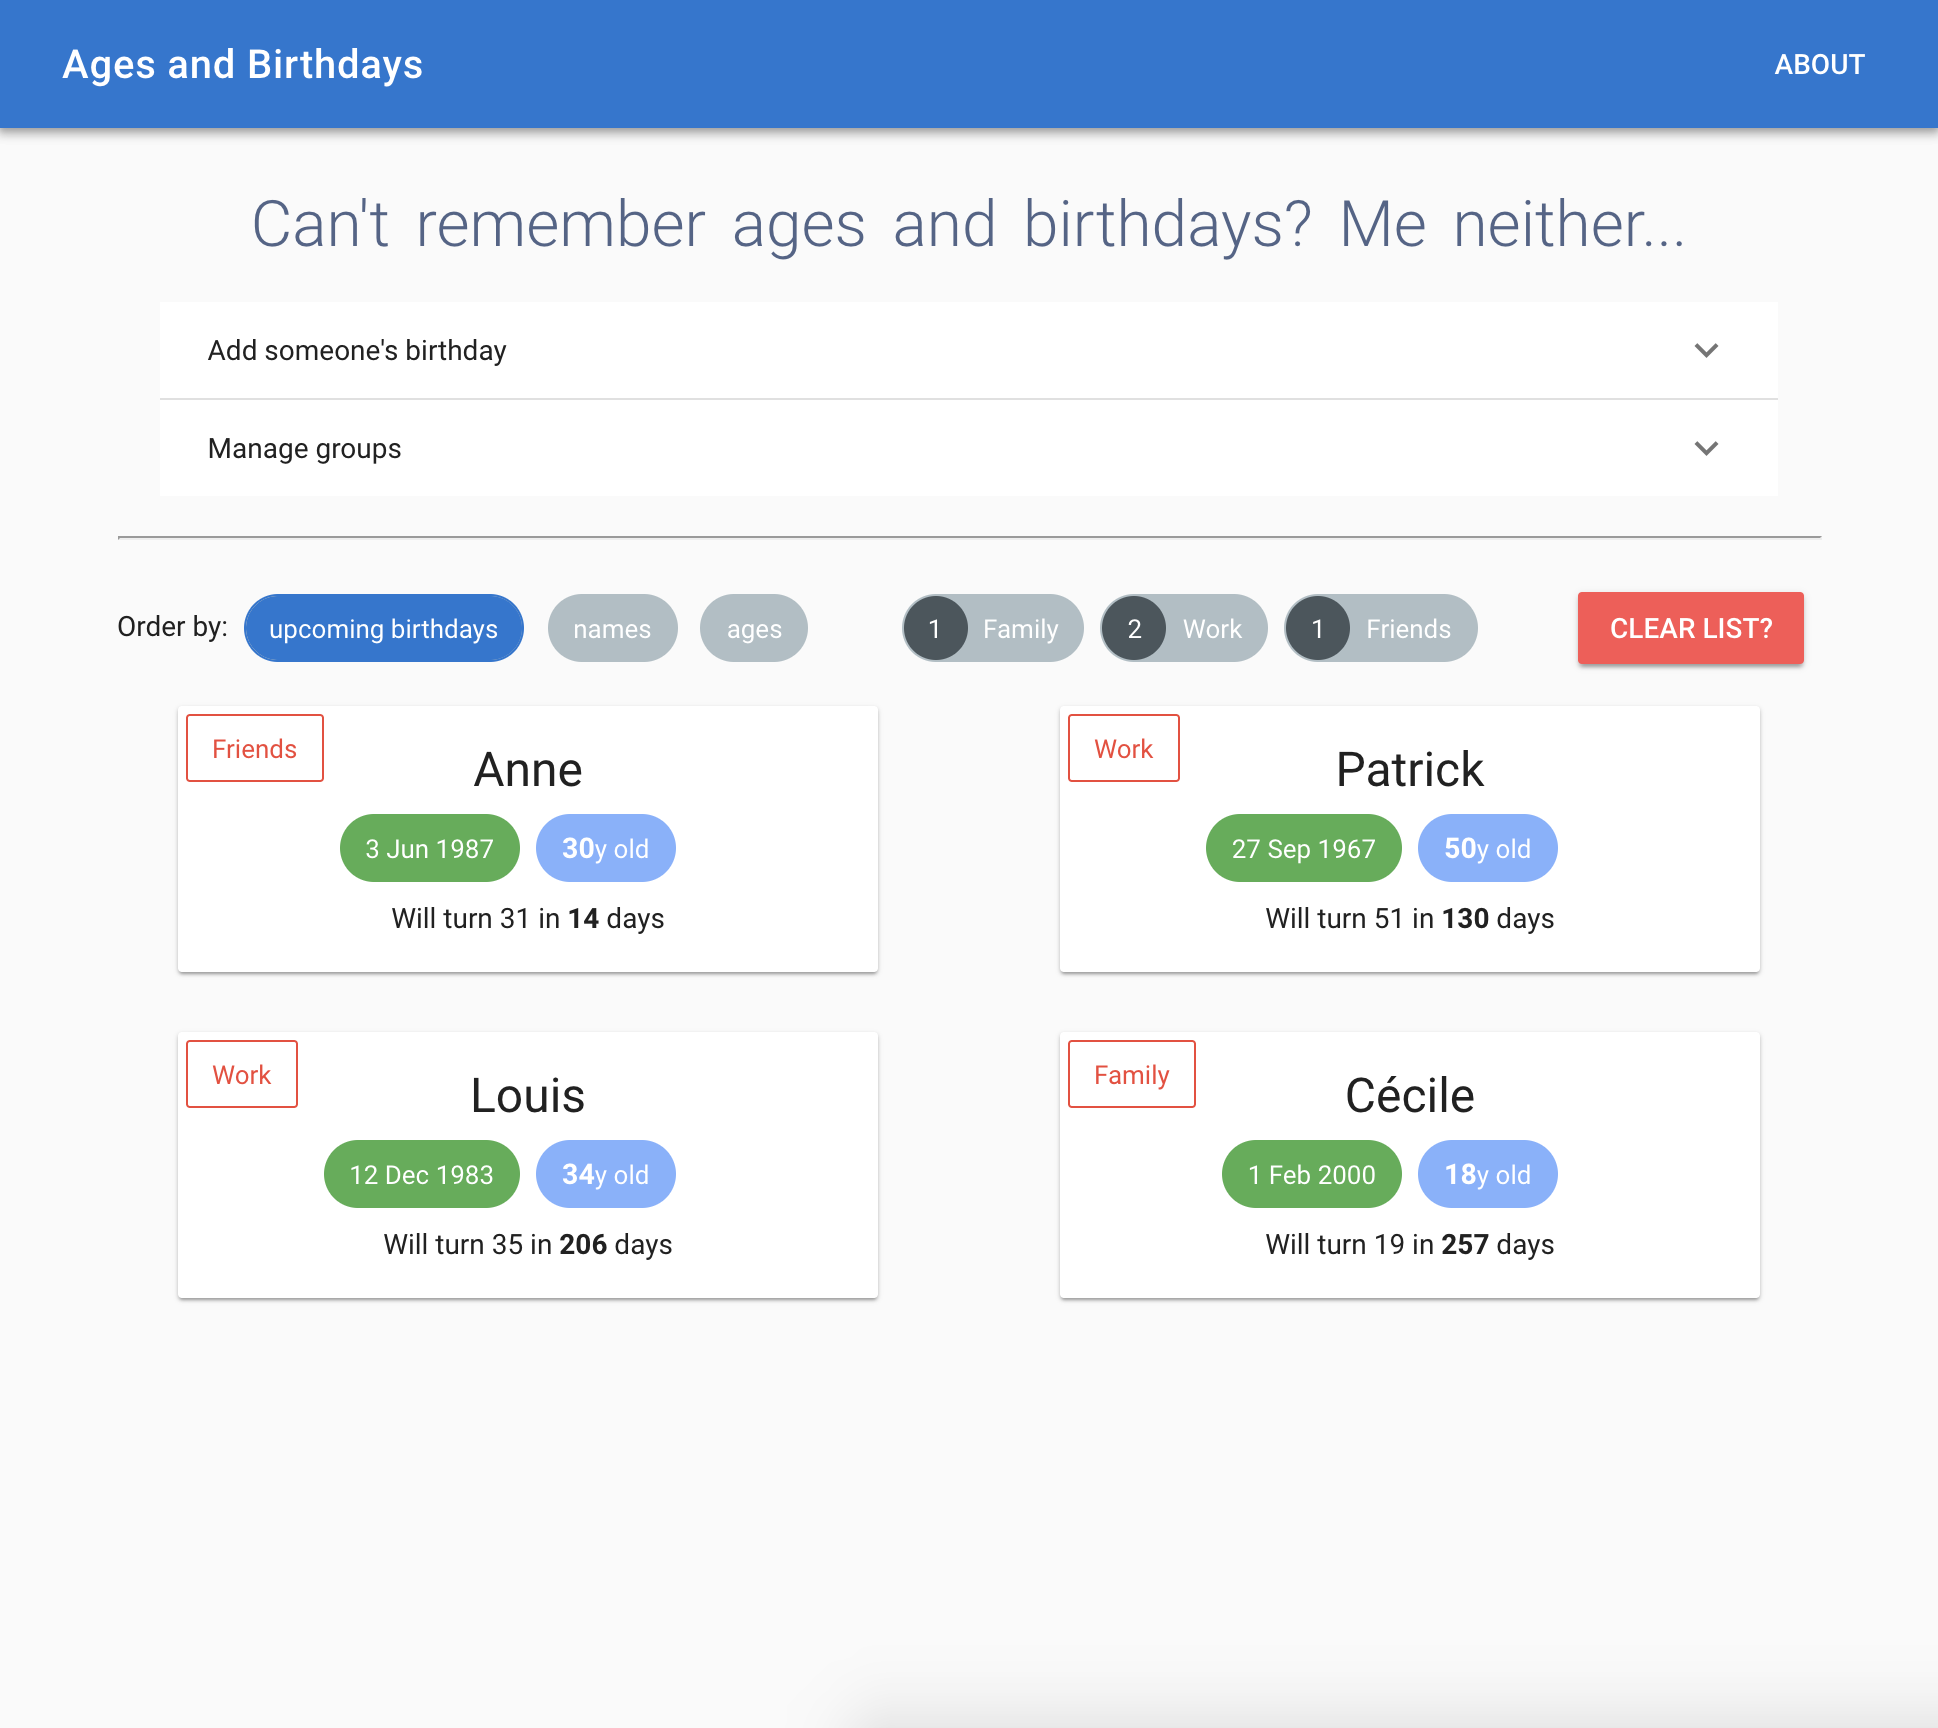 Ages and Birthdays
ABOUT
Can't remember ages and birthdays? Me neither...
Add someone's birthday
Manage groups
Order by: upcoming birthdays names ages 1 Family 2 Work 1 Friends CLEAR LIST?
Friends
Anne
3 Jun 1987 30y old
Will turn 31 in 14 days
Work
Patrick
27 Sep 1967 50y old
Will turn 51 in 130 days
Work
Louis
12 Dec 1983 34y old
Will turn 35 in 206 days
Family
Cécile
1 Feb 2000 18y old
Will turn 19 in 257 days